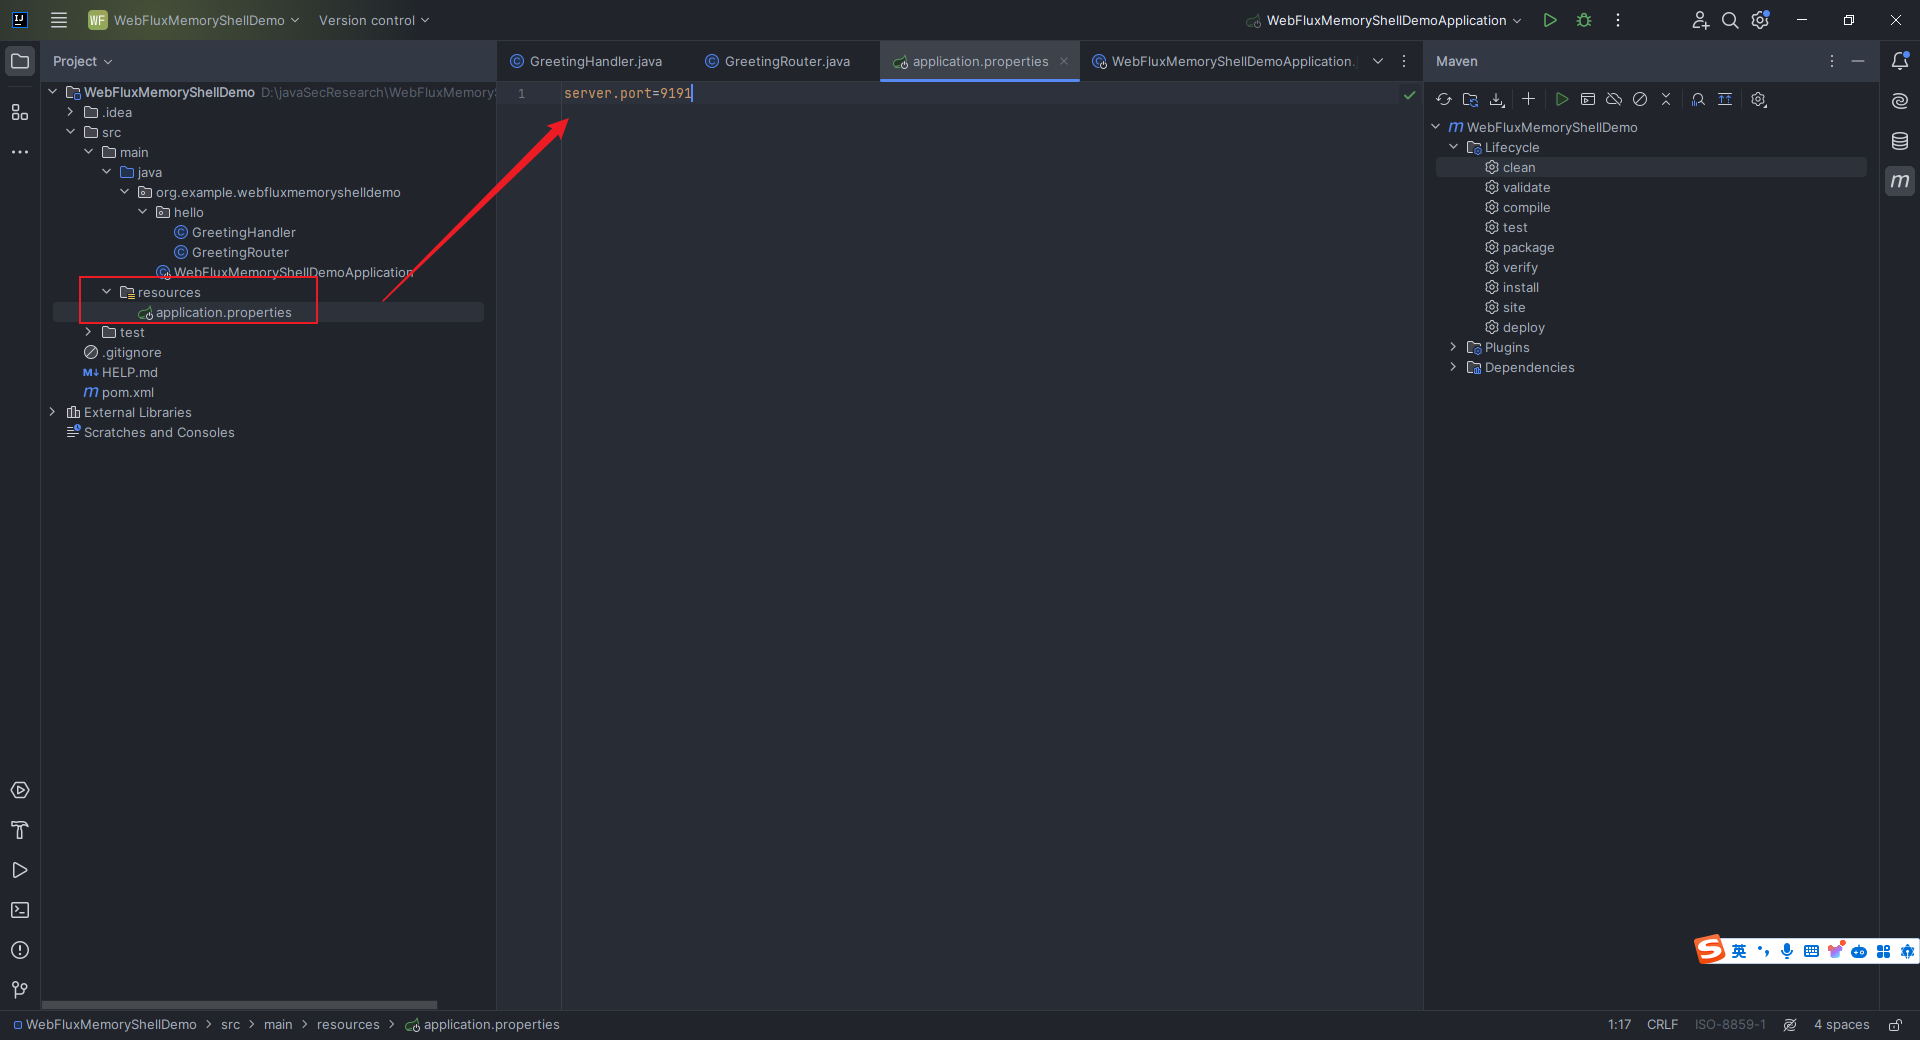 WF WebFluxMemoryShellDemo Version control
WebFluxMemoryShellDemoApplication
Project
WebFluxMemoryShellDemo D:\javaSecResearch\WebFluxMemoryS
.idea
src
main
java
org.example.webfluxmemoryshelldemo
hello
GreetingHandler
GreetingRouter
WebFluxMemoryShellDemoApplication
resources
application.properties
test
.gitignore
M↓ HELP.md
m pom.xml
External Libraries
Scratches and Consoles
GreetingHandler.java GreetingRouter.java application.properties WebFluxMemoryShellDemoApplication.
1 server.port=9191
Maven
m WebFluxMemoryShellDemo
Lifecycle
clean
validate
compile
test
package
verify
install
site
deploy
Plugins
Dependencies
m
S 英
WebFluxMemoryShellDemo > src > main > resources > application.properties
1:17 CRLF ISO-8859-1 4 spaces